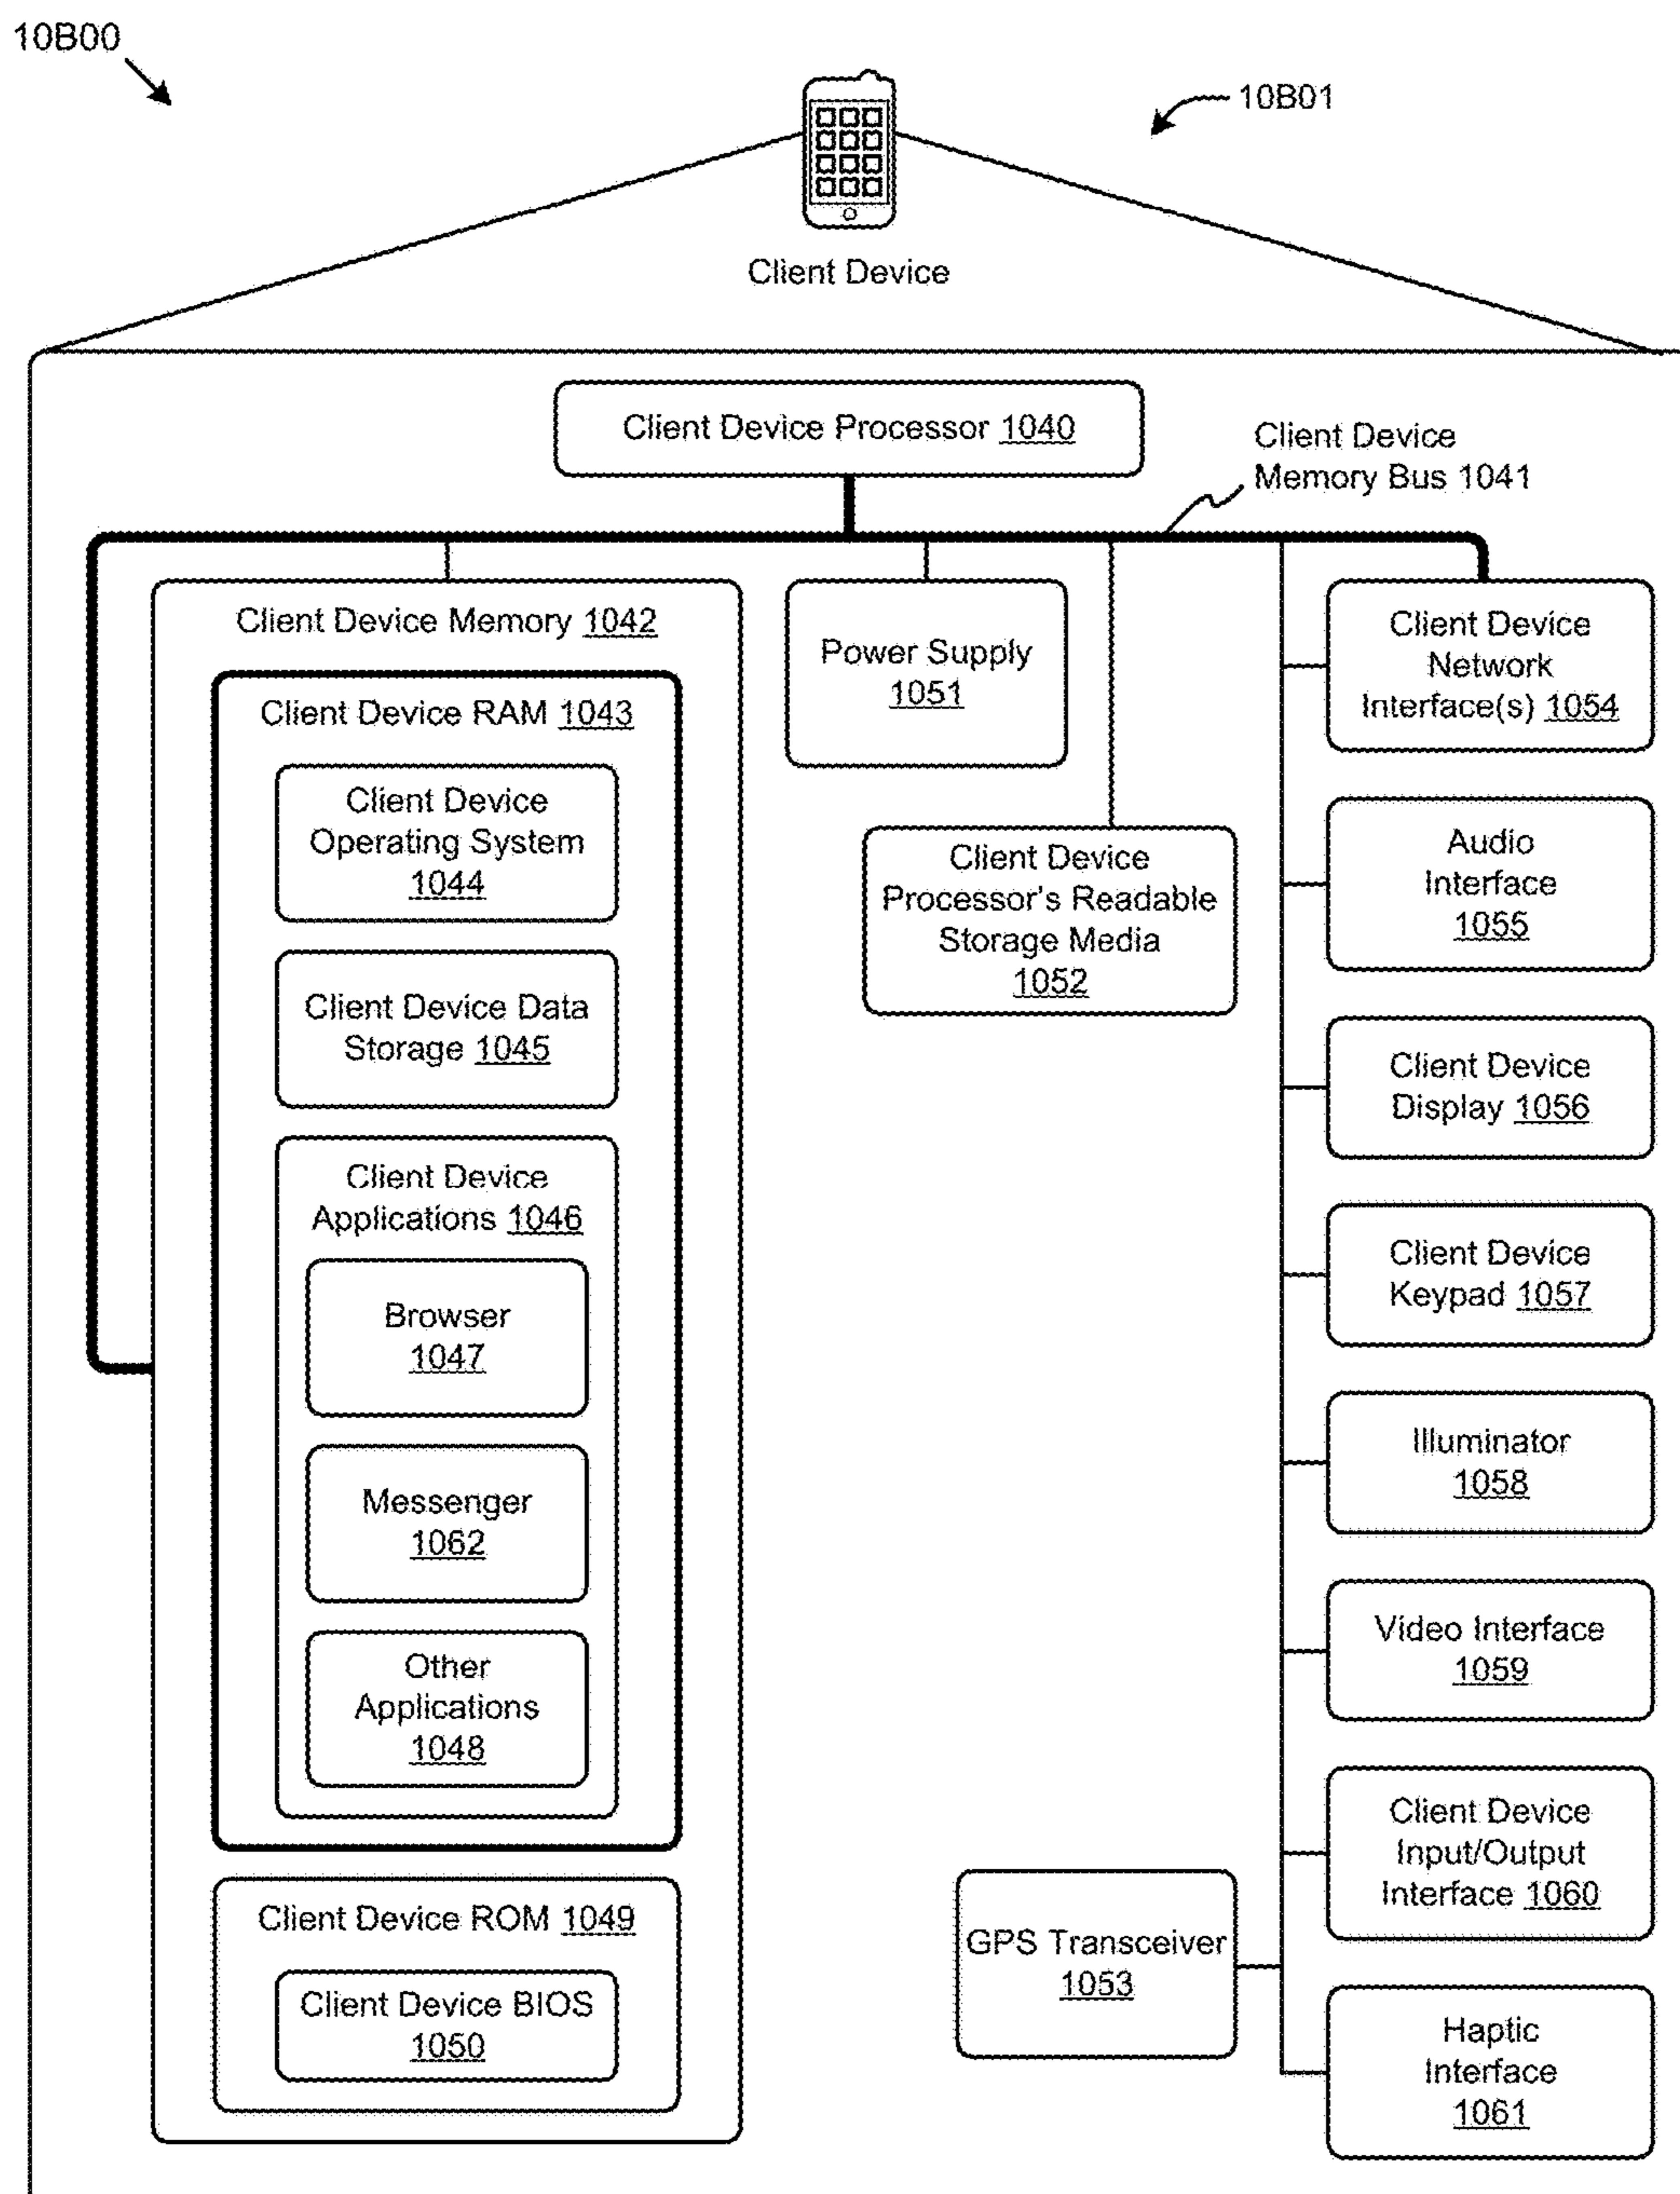 10B00
10B01
Client Device
Client Device Processor 1040
Client Device
Memory Bus 1041
Client Device Memory 1042
Client Device RAM 1043
Client Device
Operating System
1044
Client Device Data
Storage 1045
Client Device
Applications 1046
Browser
1047
Messenger
1062
Other
Applications
1048
Client Device ROM 1049
Client Device BIOS
1050
Power Supply
1051
Client Device
Processor's Readable
Storage Media
1052
GPS Transceiver
1053
Client Device
Network
Interface(s) 1054
Audio
Interface
1055
Client Device
Display 1056
Client Device
Keypad 1057
Illuminator
1058
Video Interface
1059
Client Device
Input/Output
Interface 1060
Haptic
Interface
1061